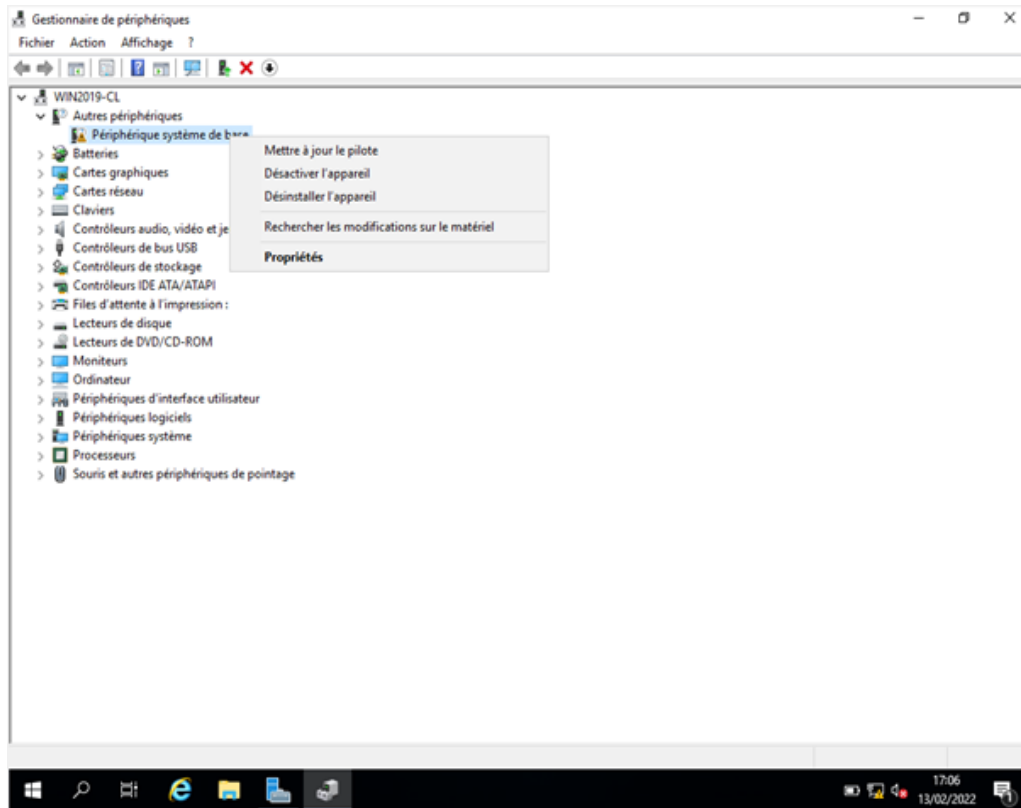 Gestionnaire de périphériques
Fichier Action Affichage ?
WIN2019-CL
Autres périphériques
Périphérique système de base
Mettre à jour le pilote
Désactiver l'appareil
Désinstaller l'appareil
Rechercher les modifications sur le matériel
Propriétés
Batteries
Cartes graphiques
Cartes réseau
Claviers
Contrôleurs audio, vidéo et je
Contrôleurs de bus USB
Contrôleurs de stockage
Contrôleurs IDE ATA/ATAPI
Files d'attente à l'impression :
Lecteurs de disque
Lecteurs de DVD/CD-ROM
Moniteurs
Ordinateur
Périphériques d'interface utilisateur
Périphériques logiciels
Périphériques système
Processeurs
Souris et autres périphériques de pointage
17:06
13/02/2022
1